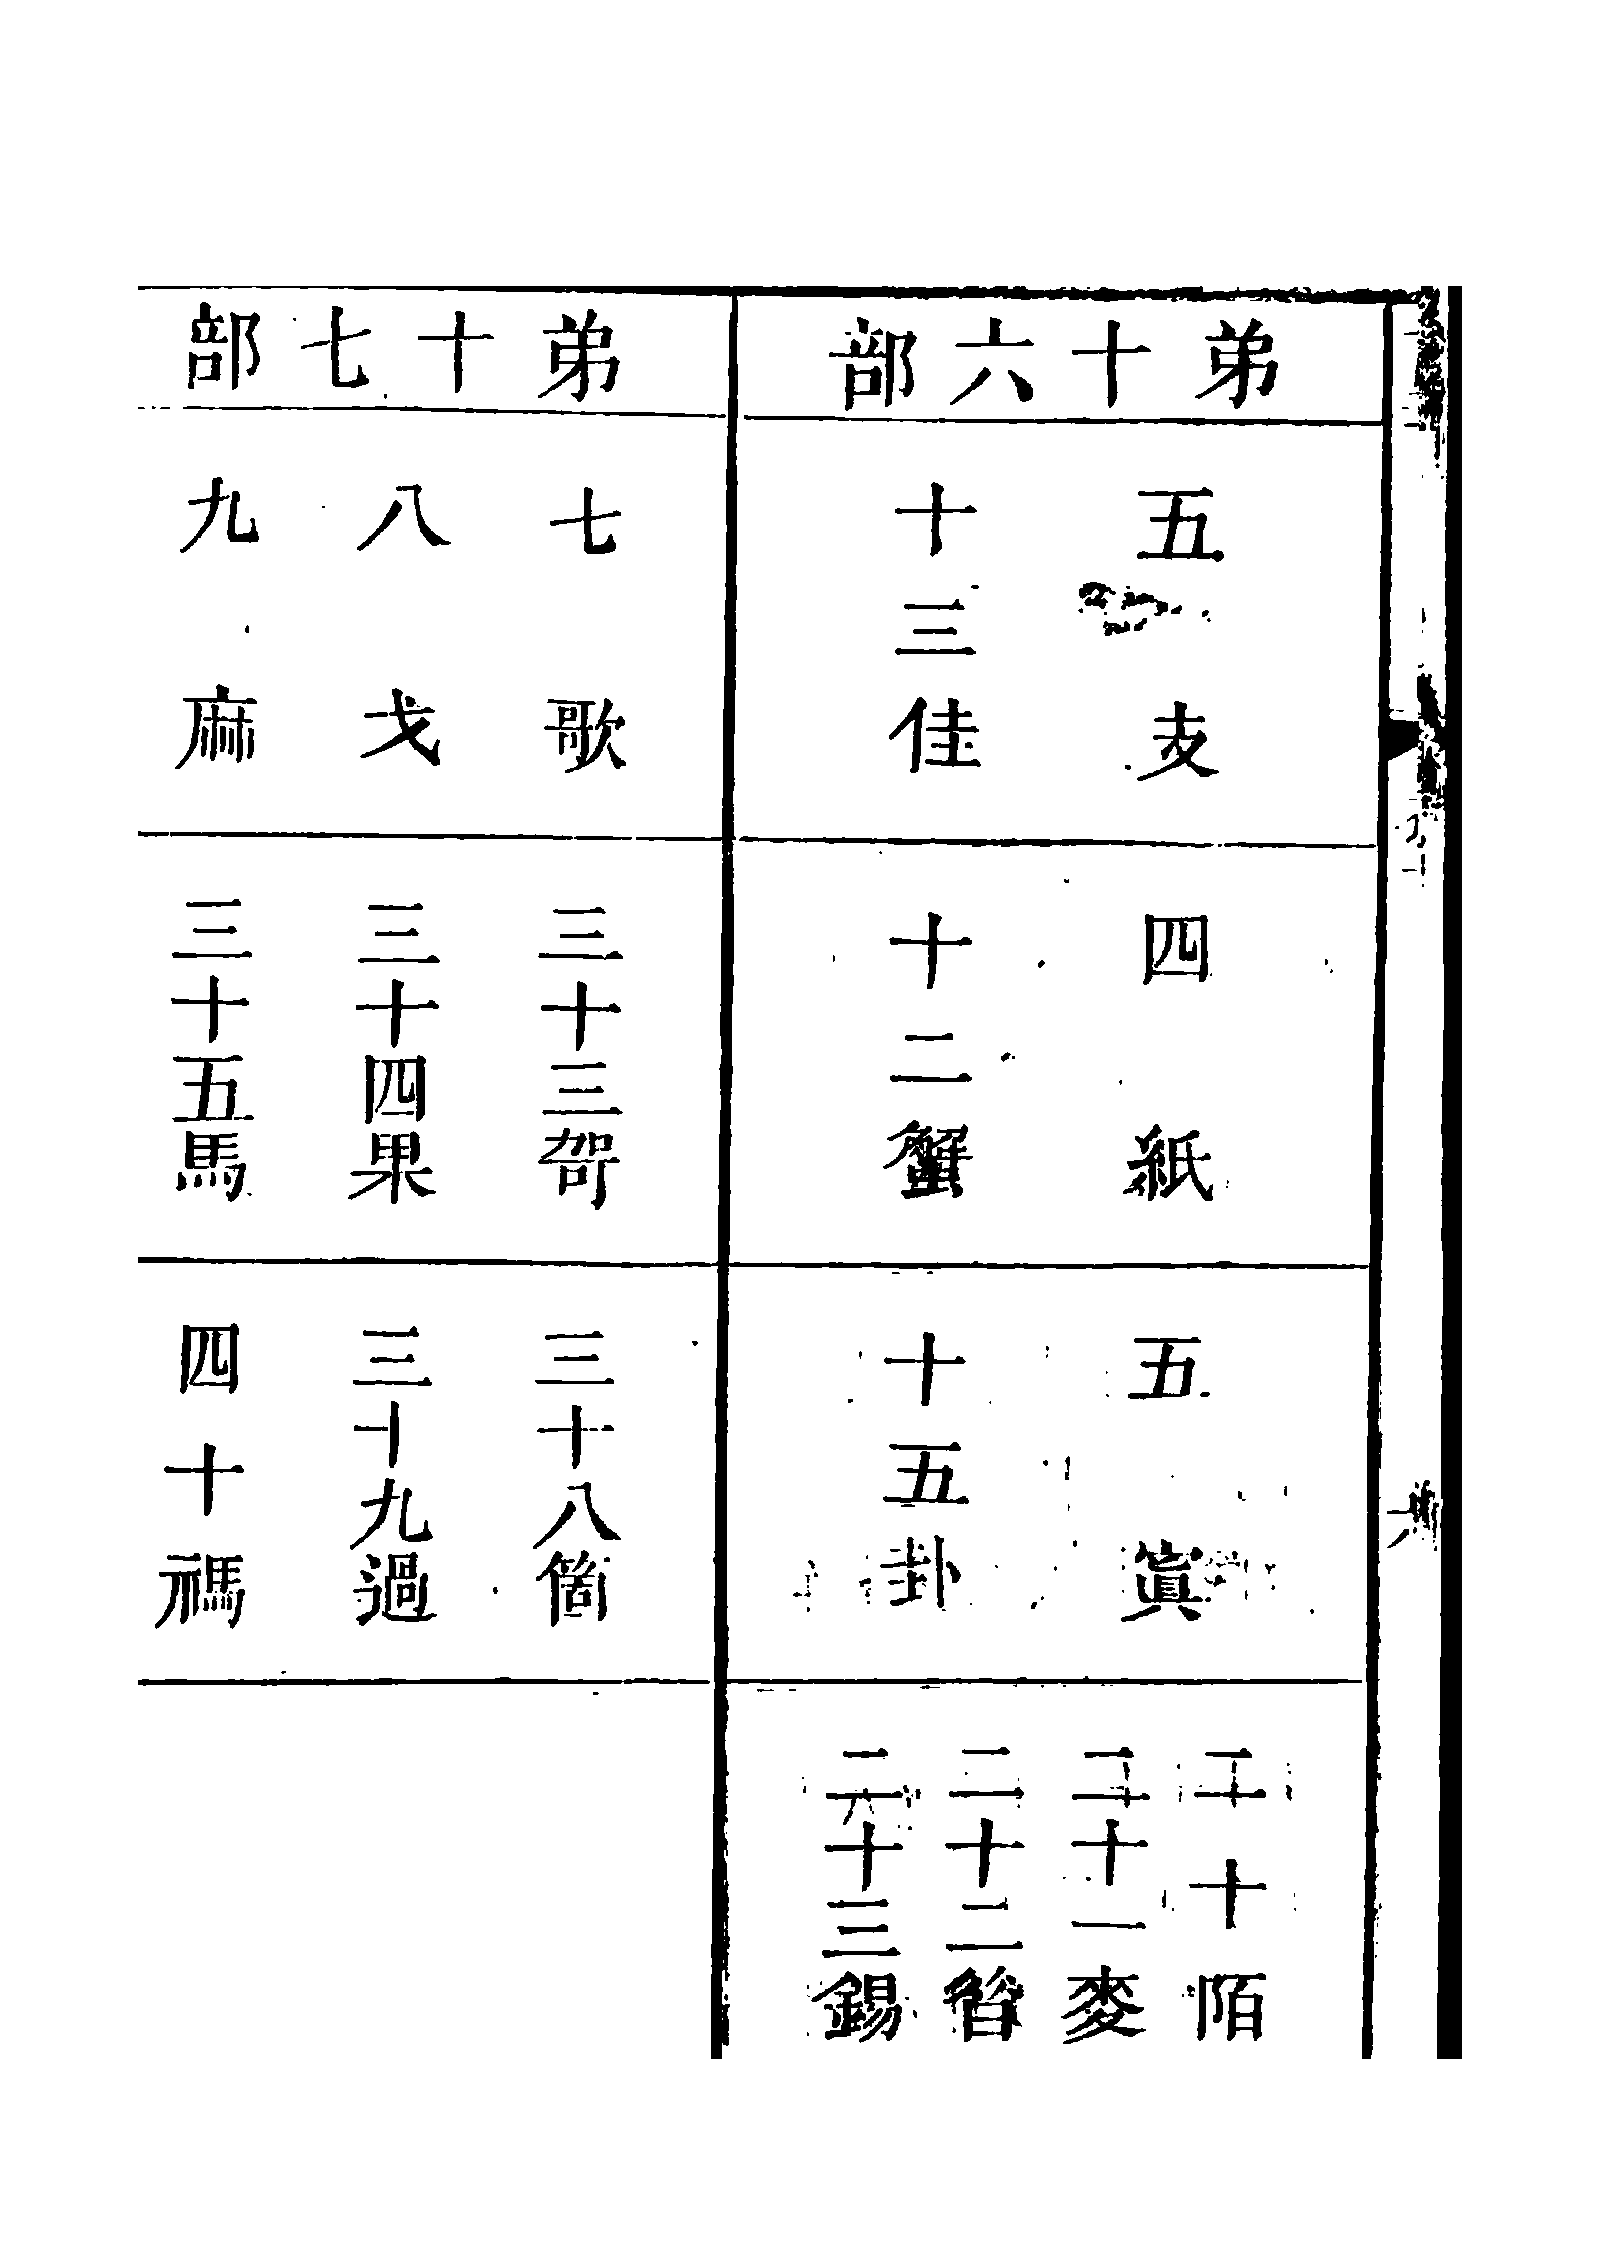 弟十六部
五支
十三佳
四紙
十二蟹
五寘
十五卦
二十陌
二十一麥
二十二昝
二十三錫
弟十七部
七歌
八戈
九麻
三十三哿
三十四果
三十五馬
三十八箇
三十九過
四十禡